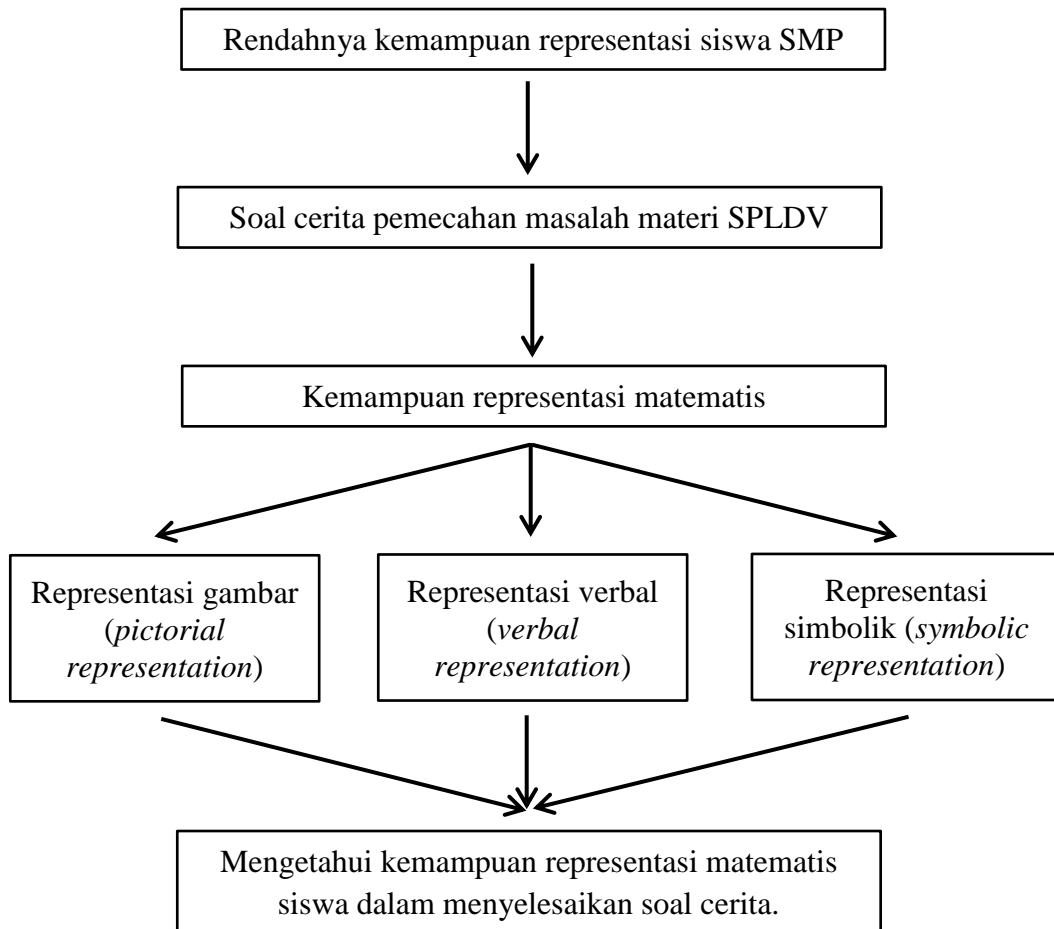 Rendahnya kemampuan representasi siswa SMP
Soal cerita pemecahan masalah materi SPLDV
Kemampuan representasi matematis
Representasi gambar
(pictorial
representation)
Representasi verbal
(verbal
representation)
Representasi
simbolik (symbolic
representation)
Mengetahui kemampuan representasi matematis
siswa dalam menyelesaikan soal cerita.